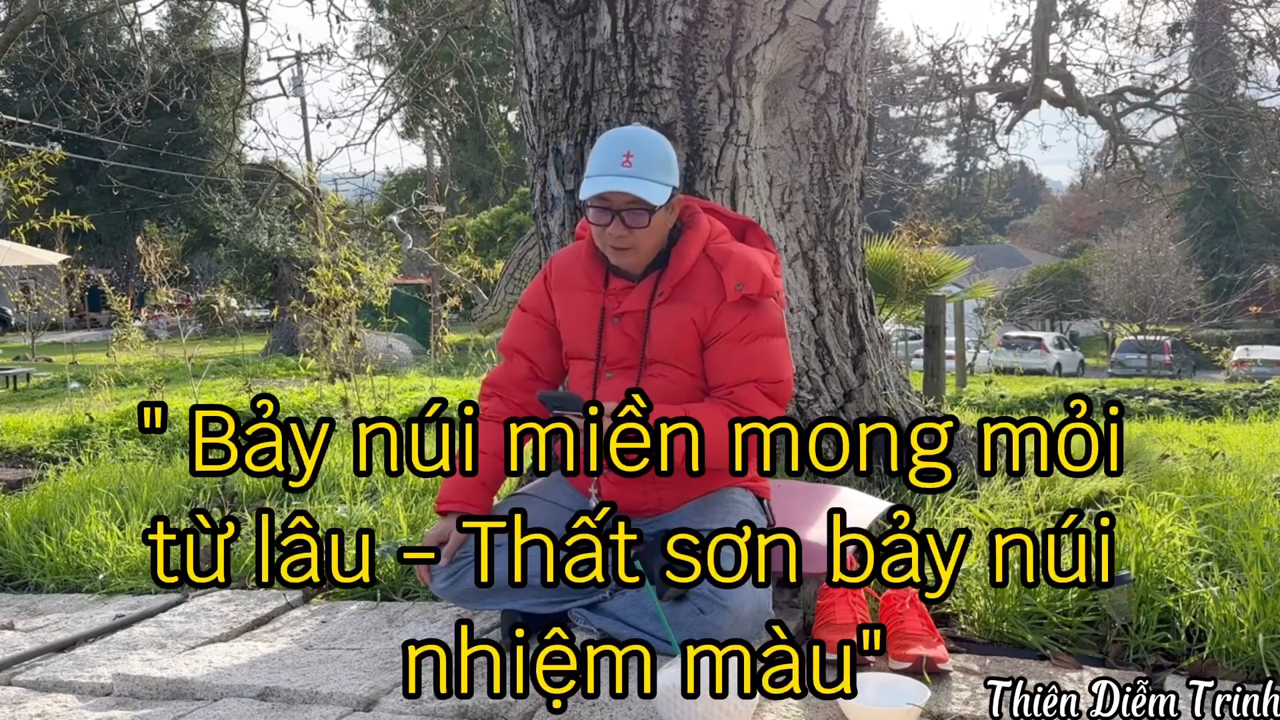 " Bảy núi miền mong mỏi
từ lâu – Thất sơn bảy núi
nhiệm màu"
Thiên Diễm Trinh